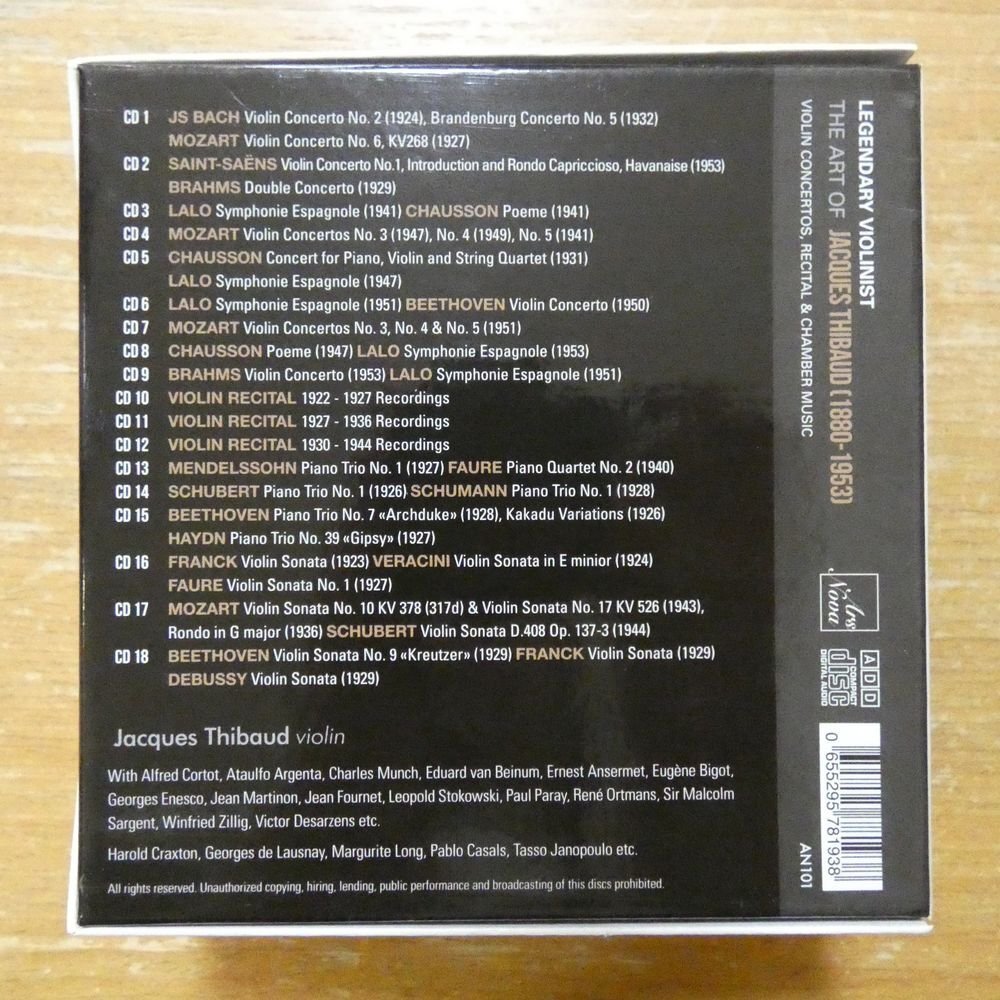 CD 1 JS BACH Violin Concerto No. 2 (1924), Brandenburg Concerto No. 5 (1932)
MOZART Violin Concerto No. 6, KV268 (1927)
CD 2 SAINT-SAËNS Violin Concerto No.1, Introduction and Rondo Capriccioso, Havanaise (1953)
BRAHMS Double Concerto (1929)
CD 3 LALO Symphonie Espagnole (1941) CHAUSSON Poeme (1941)
CD 4 MOZART Violin Concertos No. 3 (1947), No. 4 (1949), No. 5 (1941)
CD 5 CHAUSSON Concert for Piano, Violin and String Quartet (1931)
LALO Symphonie Espagnole (1947)
CD 6 LALO Symphonie Espagnole (1951) BEETHOVEN Violin Concerto (1950)
CD 7 MOZART Violin Concertos No. 3, No. 4 & No. 5 (1951)
CD 8 CHAUSSON Poeme (1947) LALO Symphonie Espagnole (1953)
CD 9 BRAHMS Violin Concerto (1953) LALO Symphonie Espagnole (1951)
CD 10 VIOLIN RECITAL 1922 - 1927 Recordings
CD 11 VIOLIN RECITAL 1927 - 1936 Recordings
CD 12 VIOLIN RECITAL 1930 - 1944 Recordings
CD 13 MENDELSSOHN Piano Trio No. 1 (1927) FAURE Piano Quartet No. 2 (1940)
CD 14 SCHUBERT Piano Trio No. 1 (1926) SCHUMANN Piano Trio No. 1 (1928)
CD 15 BEETHOVEN Piano Trio No. 7 «Archduke» (1928), Kakadu Variations (1926)
HAYDN Piano Trio No. 39 «Gipsy» (1927)
CD 16 FRANCK Violin Sonata (1923) VERACINI Violin Sonata in E minior (1924)
FAURE Violin Sonata No. 1 (1927)
CD 17 MOZART Violin Sonata No. 10 KV 378 (317d) & Violin Sonata No. 17 KV 526 (1943),
Rondo in G major (1936) SCHUBERT Violin Sonata D.408 Op. 137-3 (1944)
CD 18 BEETHOVEN Violin Sonata No. 9 «Kreutzer» (1929) FRANCK Violin Sonata (1929)
DEBUSSY Violin Sonata (1929)
Jacques Thibaud violin
With Alfred Cortot, Ataulfo Argenta, Charles Munch, Eduard van Beinum, Ernest Ansermet, Eugène Bigot,
Georges Enesco, Jean Martinon, Jean Fournet, Leopold Stokowski, Paul Paray, René Ortmans, Sir Malcolm
Sargent, Winfried Zillig, Victor Desarzens etc.
Harold Craxton, Georges de Lausnay, Margurite Long, Pablo Casals, Tasso Janopoulo etc.
All rights reserved. Unauthorized copying, hiring, lending, public performance and broadcasting of this discs prohibited.
LEGENDARY VIOLINIST
THE ART OF JACQUES THIBAUD (1880-1953)
VIOLIN CONCERTOS, RECITAL & CHAMBER MUSIC
Ars
Nova
ADD
COMPACT
disc
DIGITAL AUDIO
0 655295 781938
AN101